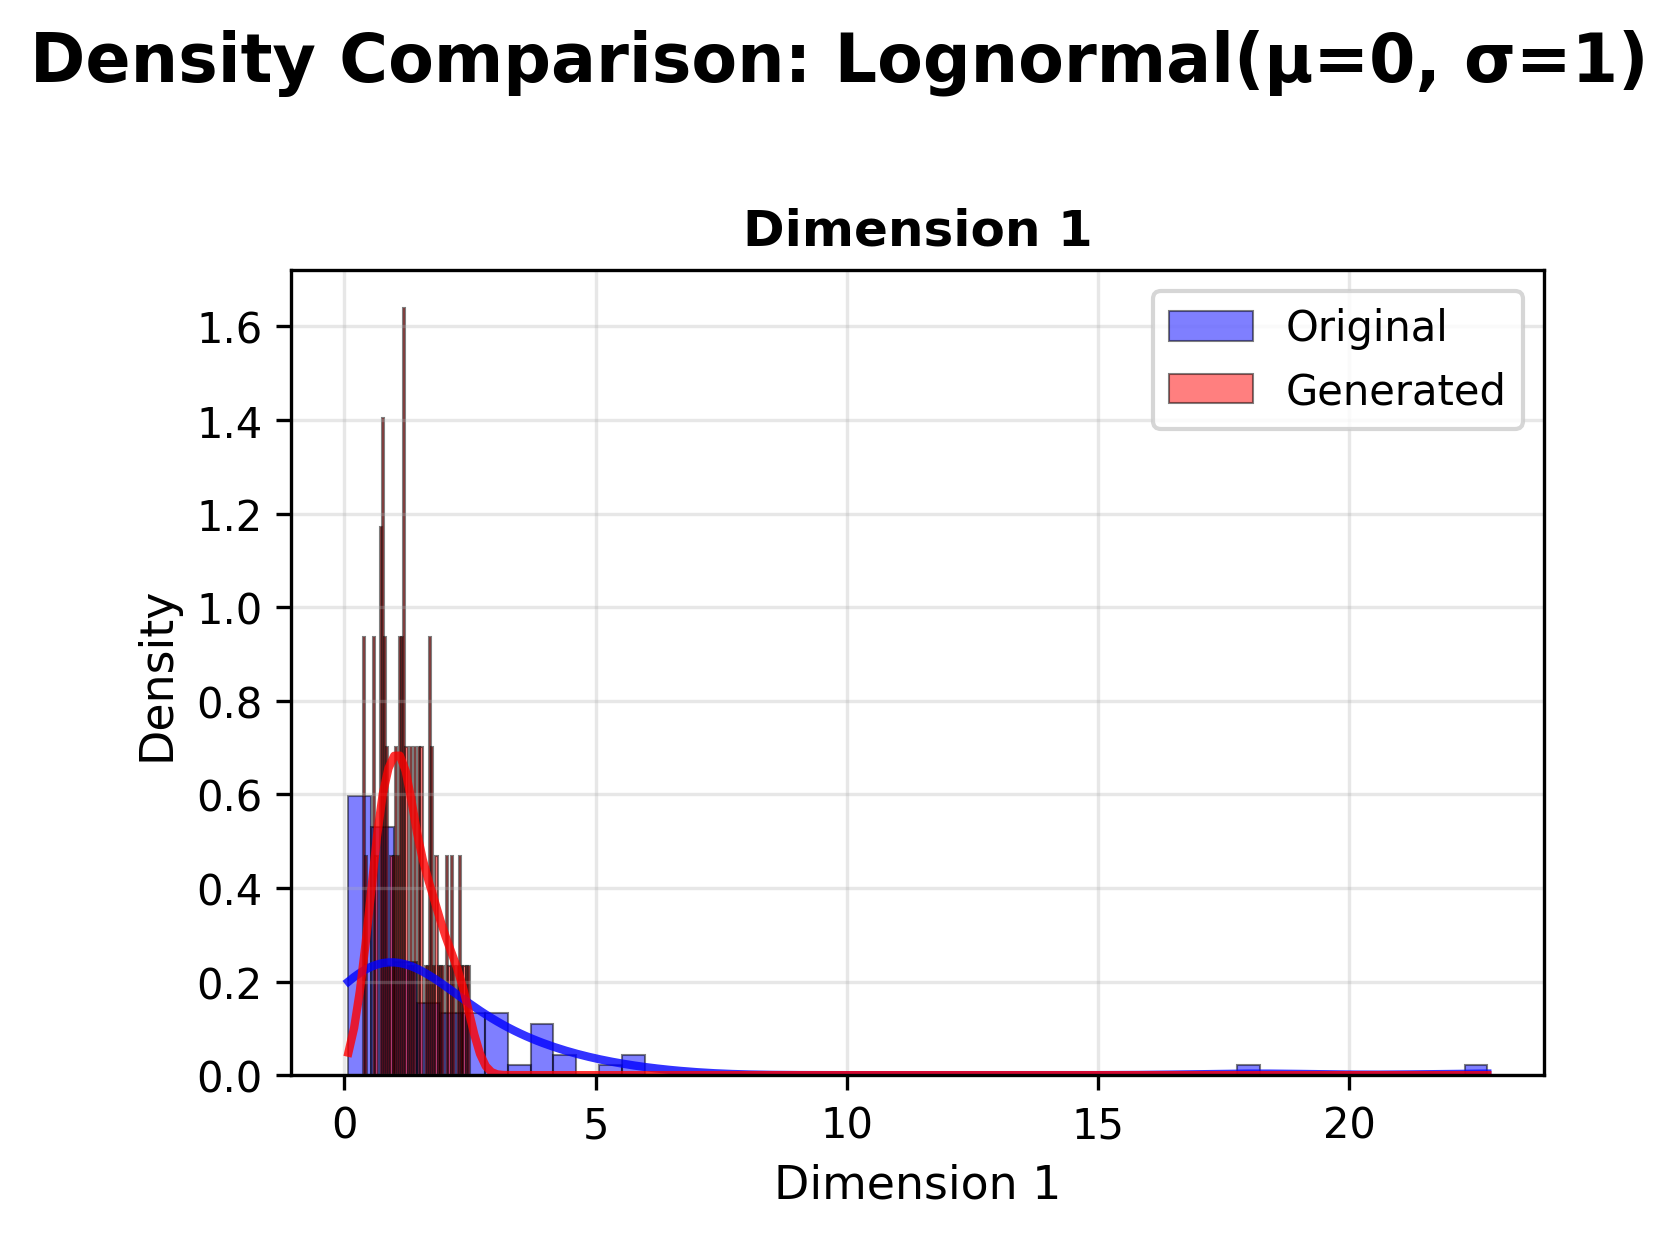 Density Comparison: Lognormal(μ=0, σ=1)
Dimension 1
Original
Generated
1.6
1.4
1.2
1.0
0.8
0.6
0.4
0.2
0.0
Density
0 5 10 15 20
Dimension 1